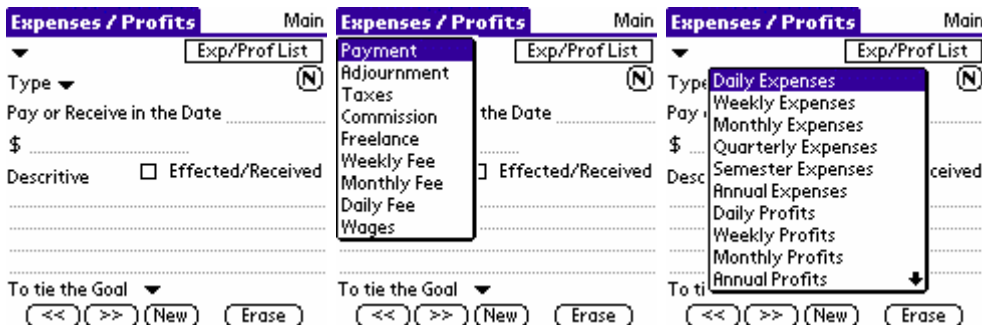 Expenses / Profits Main
Exp/Prof List
Type
N
Pay or Receive in the Date
$
Descritive Effected/Received
To tie the Goal
<< >> New Erase
Expenses / Profits Main
Exp/Prof List
Payment
Adjournment
Taxes
Commission
Freelance
Weekly Fee
Monthly Fee
Daily Fee
Wages
N
the Date
Effected/Received
To tie the Goal
<< >> New Erase
Expenses / Profits Main
Exp/Prof List
Type
N
Pay
$
Desc
Daily Expenses
Weekly Expenses
Monthly Expenses
Quarterly Expenses
Semester Expenses
Annual Expenses
Daily Profits
Weekly Profits
Monthly Profits
Annual Profits
ceived
To ti
<< >> New Erase